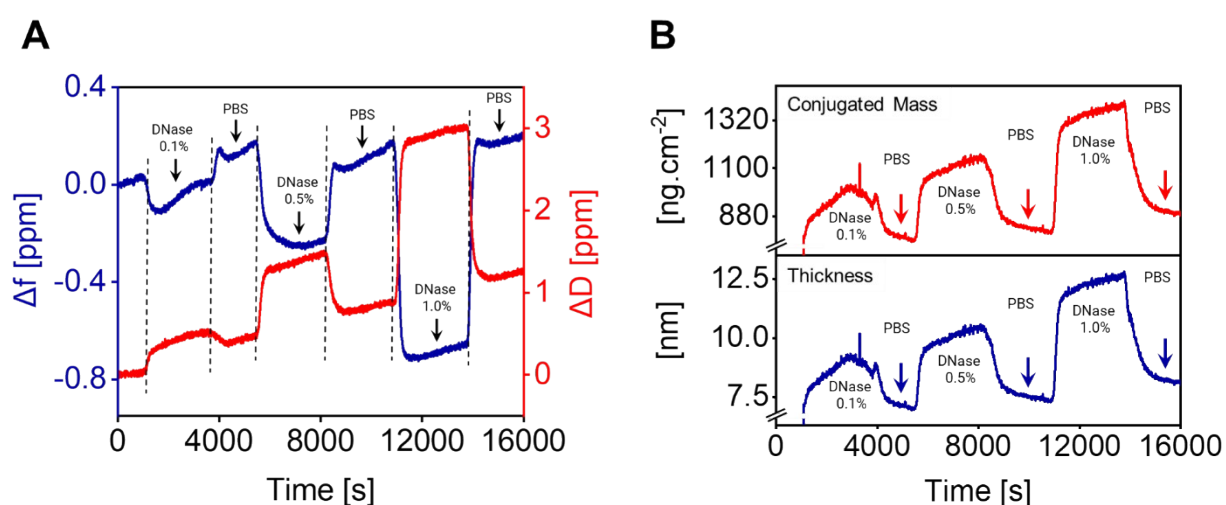 A
Δf [ppm]
0.4
0.0
-0.4
-0.8
DNase
0.1%
PBS
DNase
0.5%
PBS
DNase
1.0%
PBS
3
2
1
0
ΔD [ppm]
0
4000
8000
12000
16000
Time [s]
B
Conjugated Mass
[ng.cm⁻²]
1320
1100
880
DNase
0.1%
PBS
DNase
0.5%
PBS
DNase
1.0%
PBS
Thickness
[nm]
12.5
10.0
7.5
DNase
0.1%
PBS
DNase
0.5%
PBS
DNase
1.0%
PBS
0
4000
8000
12000
16000
Time [s]